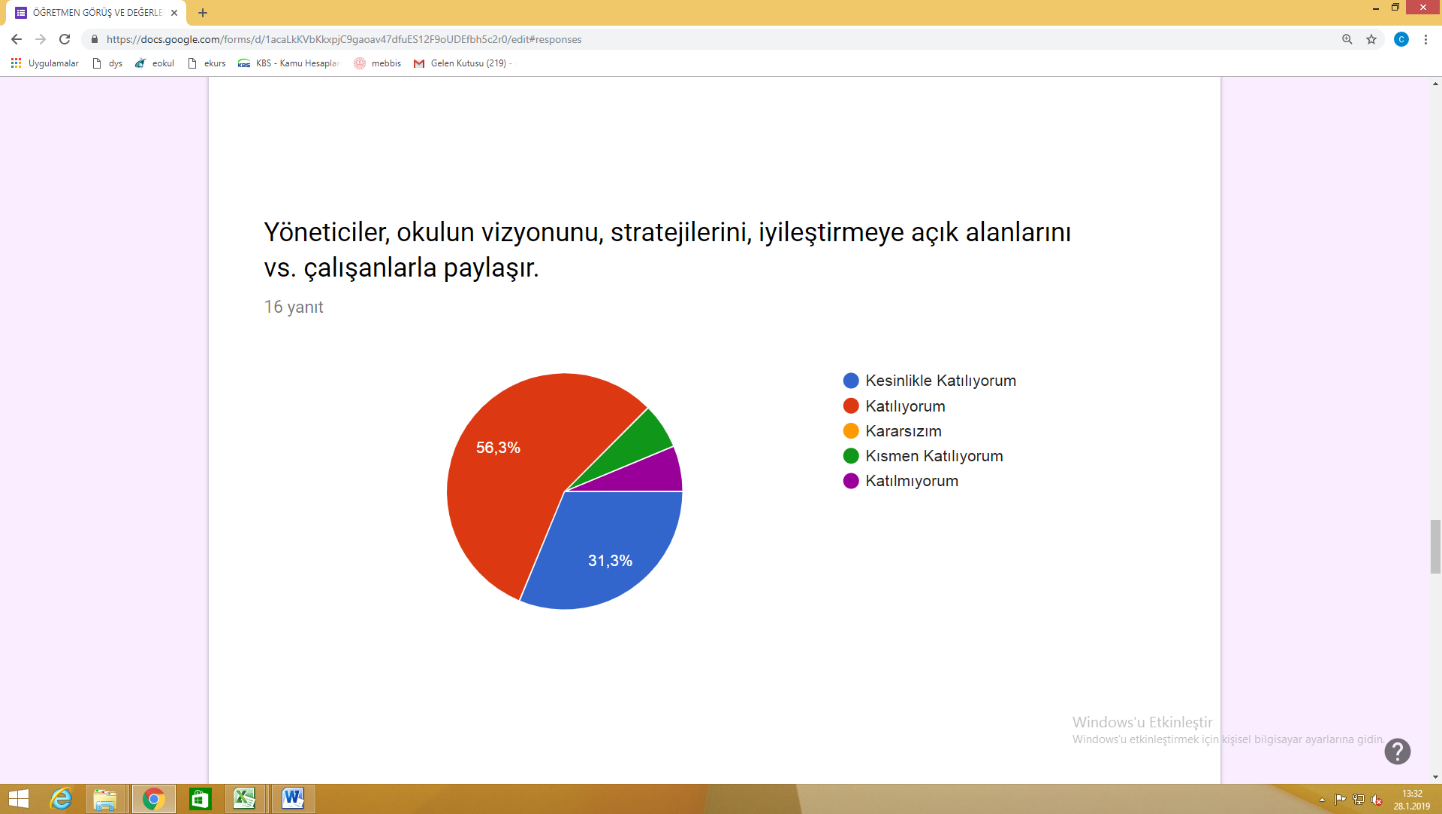 ÖĞRETMEN GÖRÜŞ VE DEĞERLE
https://docs.google.com/forms/d/1acaLkKVbKkxpjC9gaoav47dfuES12F9oUDEfbh5c2r0/edit#responses
C
Uygulamalar dys eokul ekurs KBS - Kamu Hesaplar mebbis Gelen Kutusu (219) -
Yöneticiler, okulun vizyonunu, stratejilerini, iyileştirmeye açık alanlarını
vs. çalışanlarla paylaşır.
16 yanıt
Kesinlikle Katılıyorum
Katılıyorum
Kararsızım
Kısmen Katılıyorum
Katılmıyorum
56,3%
31,3%
Windows'u Etkinleştir
Windows'u etkinleştirmek için kişisel bilgisayar ayarlarına gidin.
13:32
28.1.2019